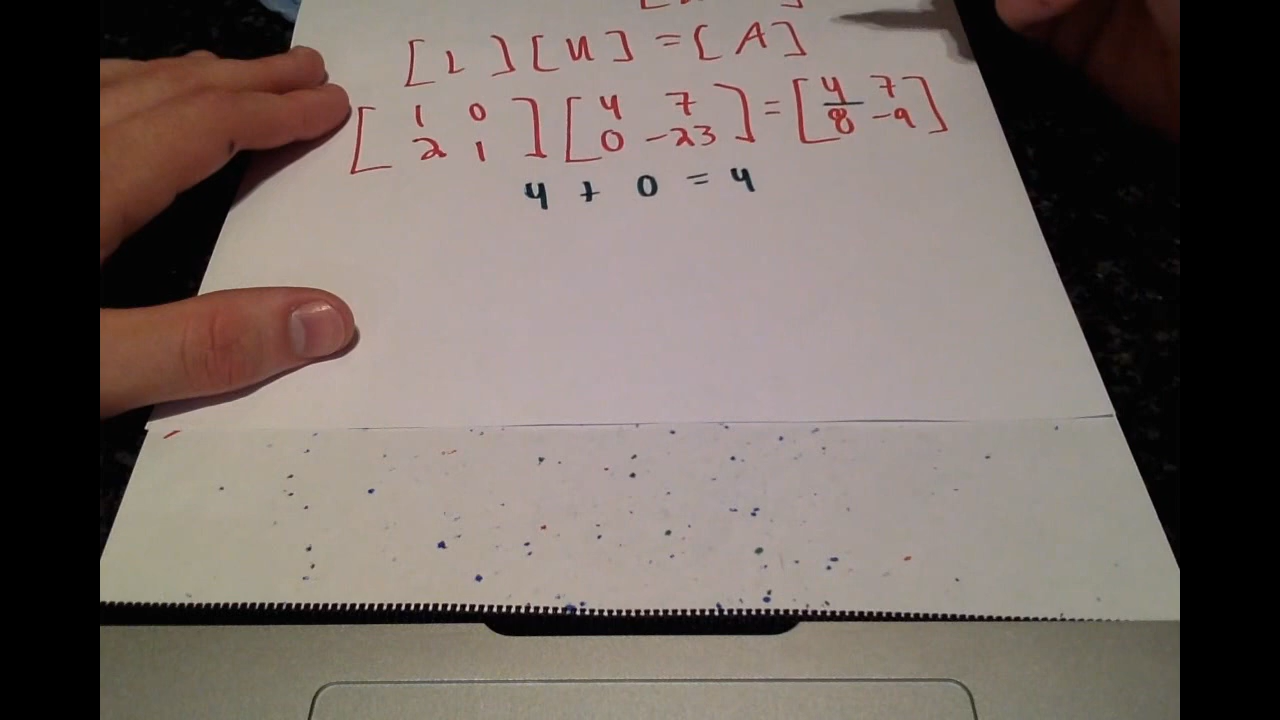 [L][U] = [A]
[1 0 [4 7 = [4 7
2 1] 0 -23] 8 -9]
4 + 0 = 4